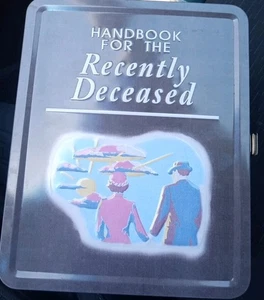 HANDBOOK
FOR THE
Recently
Deceased